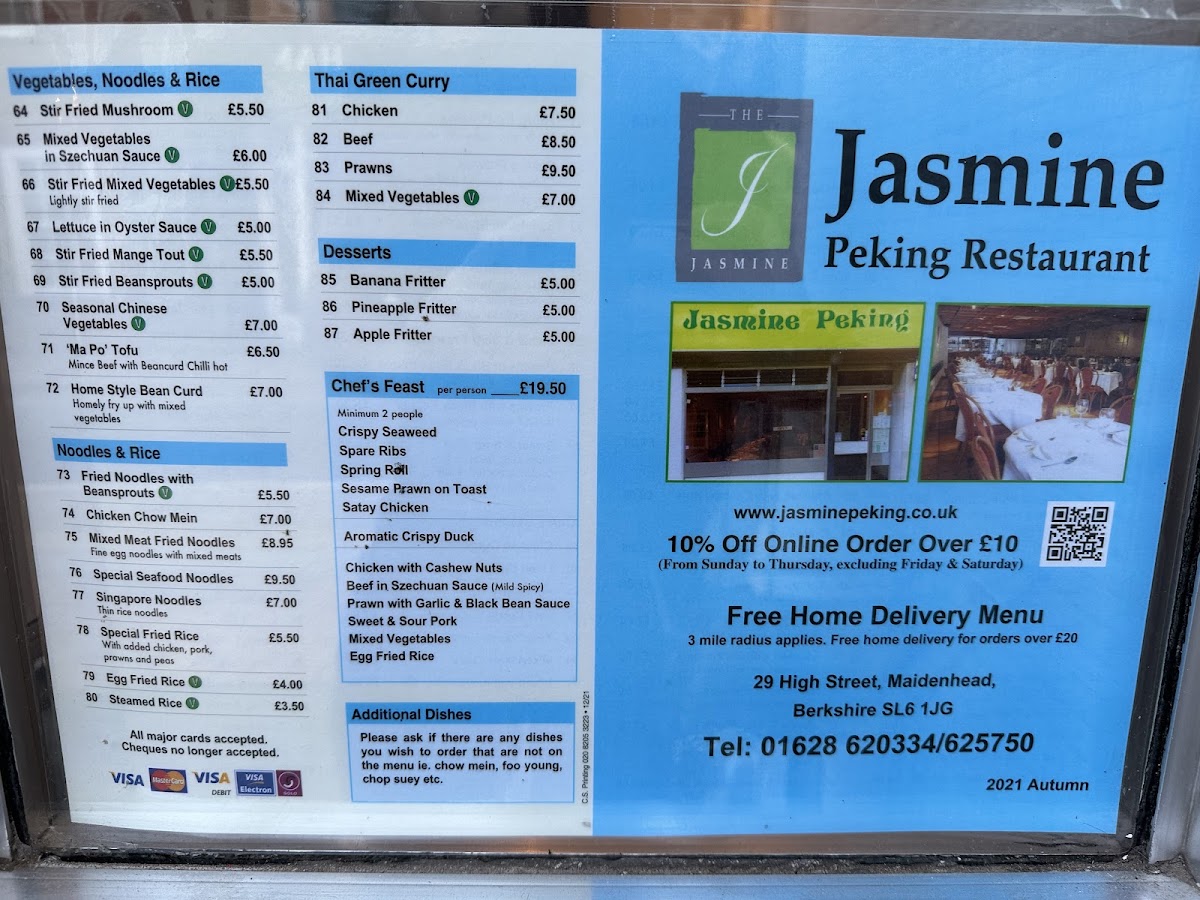 Vegetables, Noodles & Rice
64 Stir Fried Mushroom V £5.50
65 Mixed Vegetables
in Szechuan Sauce V £6.00
66 Stir Fried Mixed Vegetables V £5.50
Lightly stir fried
67 Lettuce in Oyster Sauce V £5.00
68 Stir Fried Mange Tout V £5.50
69 Stir Fried Beansprouts V £5.00
70 Seasonal Chinese
Vegetables V £7.00
71 'Ma Po' Tofu £6.50
Mince Beef with Beancurd Chilli hot
72 Home Style Bean Curd £7.00
Homely fry up with mixed
vegetables
Noodles & Rice
73 Fried Noodles with
Beansprouts V £5.50
74 Chicken Chow Mein £7.00
75 Mixed Meat Fried Noodles £8.95
Fine egg noodles with mixed meats
76 Special Seafood Noodles £9.50
77 Singapore Noodles £7.00
Thin rice noodles
78 Special Fried Rice £5.50
With added chicken, pork,
prawns and peas
79 Egg Fried Rice V £4.00
80 Steamed Rice V £3.50
All major cards accepted.
Cheques no longer accepted.
VISA MasterCard VISA DEBIT VISA Electron SOLO
Thai Green Curry
81 Chicken £7.50
82 Beef £8.50
83 Prawns £9.50
84 Mixed Vegetables V £7.00
Desserts
85 Banana Fritter £5.00
86 Pineapple Fritter £5.00
87 Apple Fritter £5.00
Chef's Feast per person ____£19.50
Minimum 2 people
Crispy Seaweed
Spare Ribs
Spring Roll
Sesame Prawn on Toast
Satay Chicken
Aromatic Crispy Duck
Chicken with Cashew Nuts
Beef in Szechuan Sauce (Mild Spicy)
Prawn with Garlic & Black Bean Sauce
Sweet & Sour Pork
Mixed Vegetables
Egg Fried Rice
Additional Dishes
Please ask if there are any dishes
you wish to order that are not on
the menu ie. chow mein, foo young,
chop suey etc.
C.S. Printing 020 8205 3223 • 12/21
THE
J
JASMINE
Jasmine
Peking Restaurant
Jasmine Peking
www.jasminepeking.co.uk
10% Off Online Order Over £10
(From Sunday to Thursday, excluding Friday & Saturday)
Free Home Delivery Menu
3 mile radius applies. Free home delivery for orders over £20
29 High Street, Maidenhead,
Berkshire SL6 1JG
Tel: 01628 620334/625750
2021 Autumn